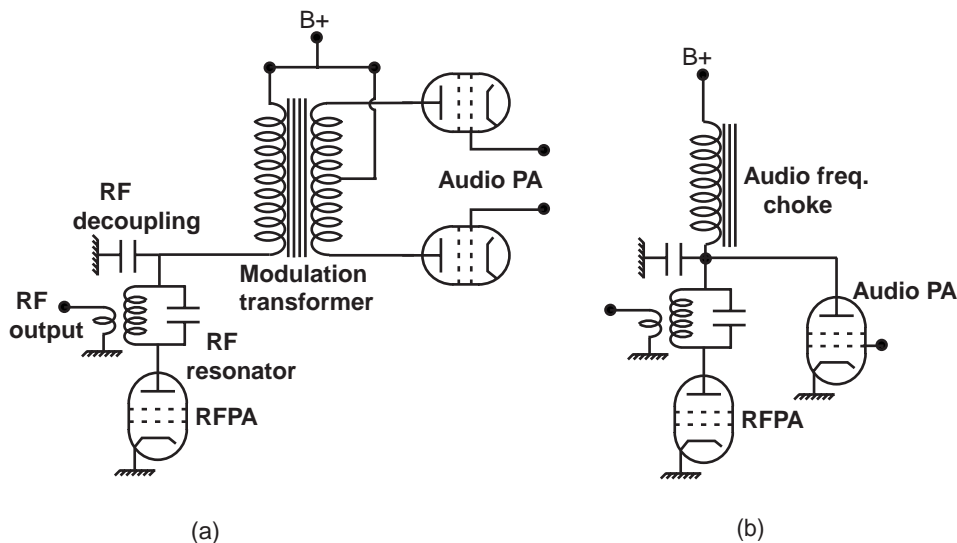 B+
RF
decoupling
Audio PA
Modulation
transformer
RF
output
RF
resonator
RFPA
(a)
B+
Audio freq.
choke
Audio PA
RFPA
(b)